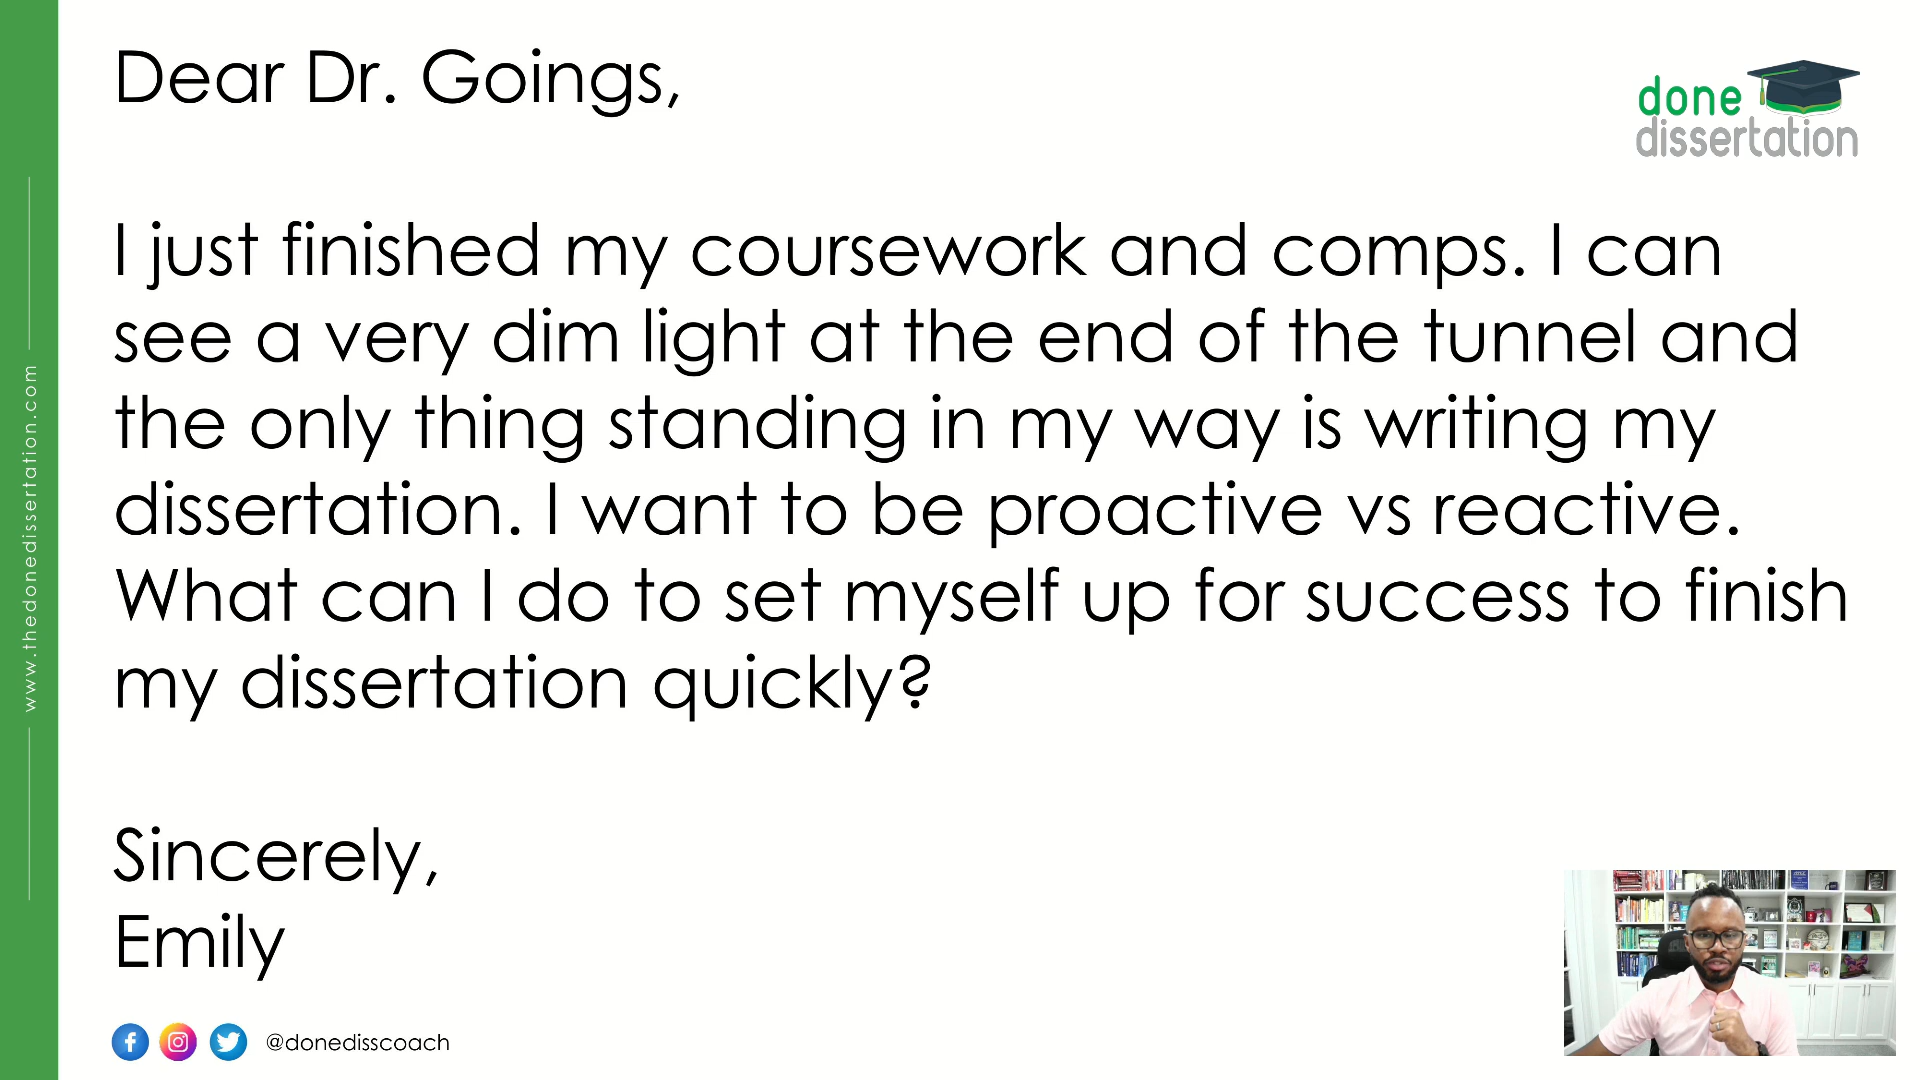 Dear Dr. Goings,
done
dissertation
I just finished my coursework and comps. I can
see a very dim light at the end of the tunnel and
the only thing standing in my way is writing my
dissertation. I want to be proactive vs reactive.
What can I do to set myself up for success to finish
my dissertation quickly?
Sincerely,
Emily
@donedisscoach
www.thedonedissertation.com